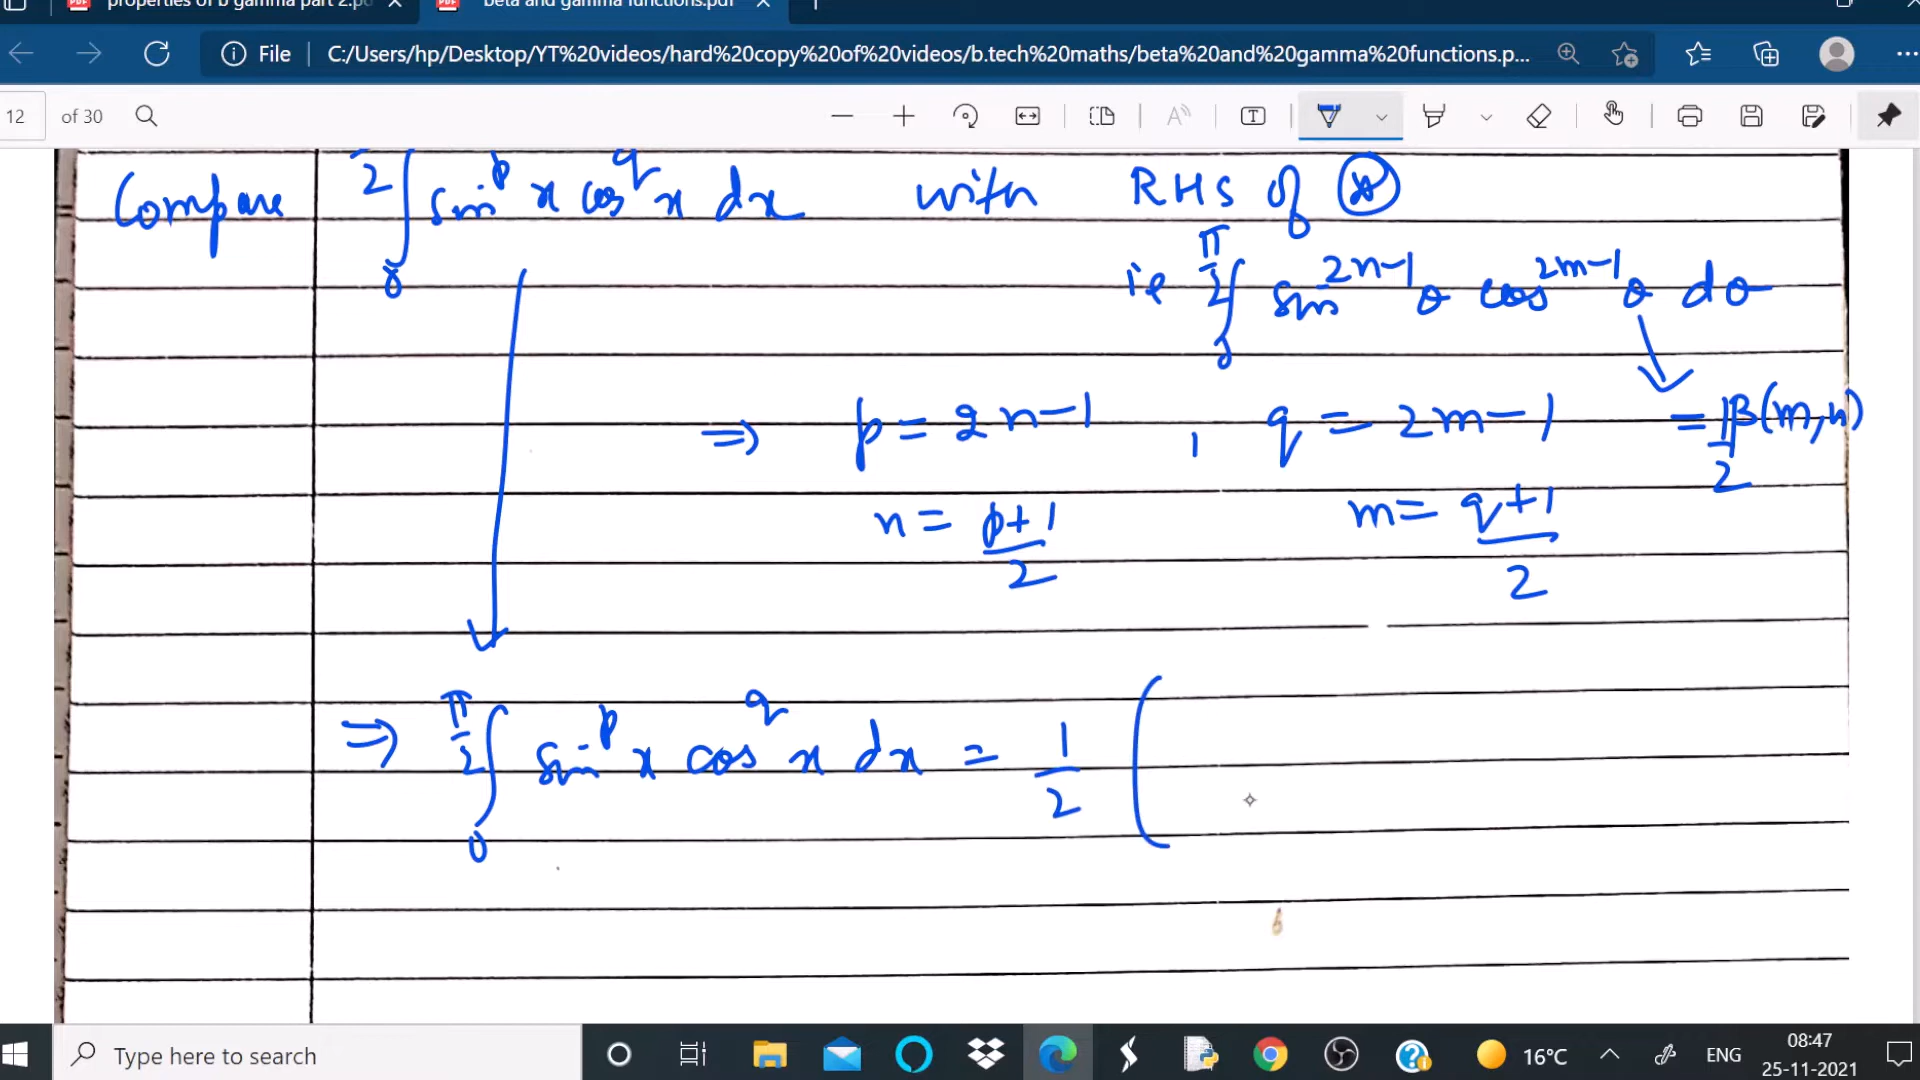 properties of b gamma part 2.pd
beta and gamma functions.pdf
File
C:/Users/hp/Desktop/YT%20videos/hard%20copy%20of%20videos/b.tech%20maths/beta%20and%20gamma%20functions.p...
12 of 30
Compare ∫₀^{π/2} sin^p x cos^q x dx with RHS of ⊛
ie ∫₀^{π/2} sin^{2n-1} θ cos^{2m-1} θ dθ
⇒ p = 2n-1 , q = 2m-1 = 1/2 β(m,n)
n = (p+1)/2 m = (q+1)/2
⇒ ∫₀^{π/2} sin^p x cos^q x dx = 1/2 (
Type here to search
16°C
ENG
08:47
25-11-2021